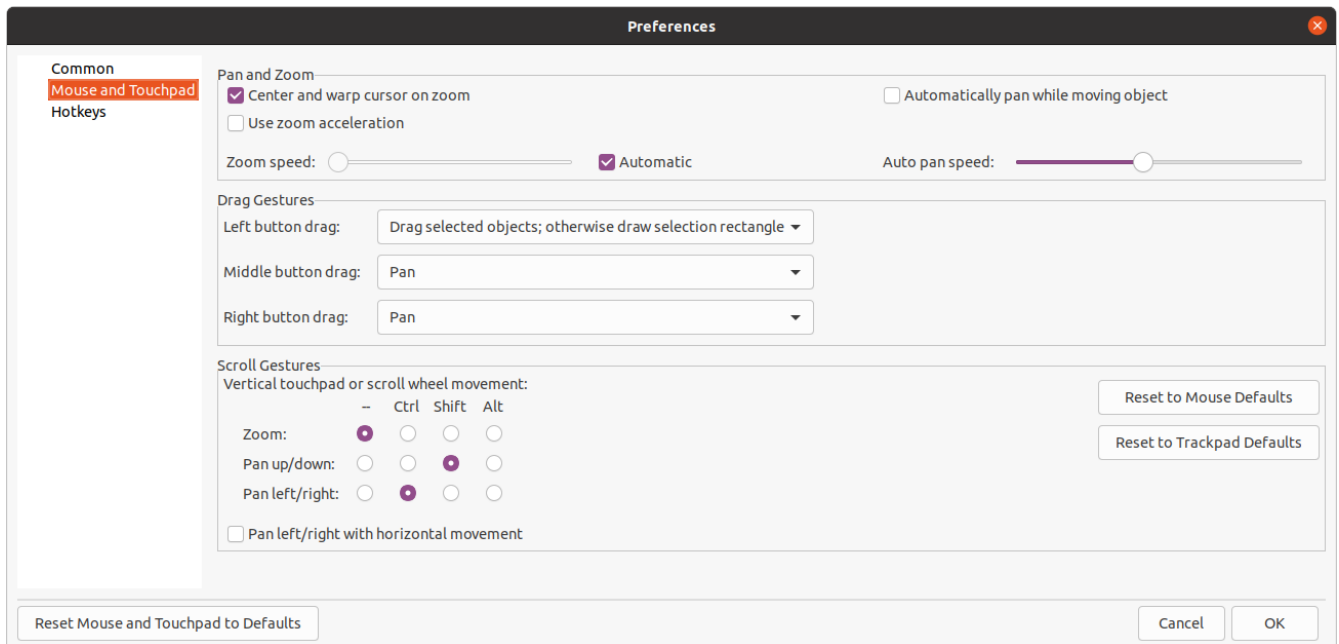 Preferences
Common
Mouse and Touchpad
Hotkeys
Pan and Zoom
Center and warp cursor on zoom
Automatically pan while moving object
Use zoom acceleration
Zoom speed:
Automatic
Auto pan speed:
Drag Gestures
Left button drag:
Drag selected objects; otherwise draw selection rectangle
Middle button drag:
Pan
Right button drag:
Pan
Scroll Gestures
Vertical touchpad or scroll wheel movement:
-- Ctrl Shift Alt
Zoom:
Pan up/down:
Pan left/right:
Pan left/right with horizontal movement
Reset to Mouse Defaults
Reset to Trackpad Defaults
Reset Mouse and Touchpad to Defaults
Cancel
OK